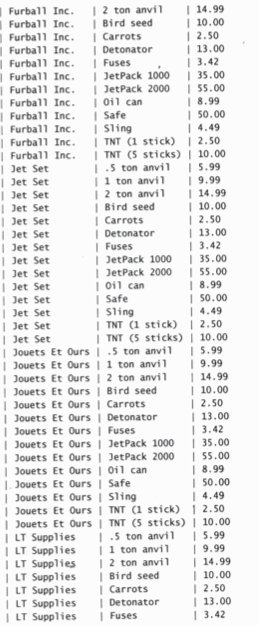 | Furball Inc. | 2 ton anvil | 14.99
| Furball Inc. | Bird seed | 10.00
| Furball Inc. | Carrots | 2.50
| Furball Inc. | Detonator | 13.00
| Furball Inc. | Fuses | 3.42
| Furball Inc. | JetPack 1000 | 35.00
| Furball Inc. | JetPack 2000 | 55.00
| Furball Inc. | Oil can | 8.99
| Furball Inc. | Safe | 50.00
| Furball Inc. | Sling | 4.49
| Furball Inc. | TNT (1 stick) | 2.50
| Furball Inc. | TNT (5 sticks) | 10.00
| Jet Set | .5 ton anvil | 5.99
| Jet Set | 1 ton anvil | 9.99
| Jet Set | 2 ton anvil | 14.99
| Jet Set | Bird seed | 10.00
| Jet Set | Carrots | 2.50
| Jet Set | Detonator | 13.00
| Jet Set | Fuses | 3.42
| Jet Set | JetPack 1000 | 35.00
| Jet Set | JetPack 2000 | 55.00
| Jet Set | Oil can | 8.99
| Jet Set | Safe | 50.00
| Jet Set | Sling | 4.49
| Jet Set | TNT (1 stick) | 2.50
| Jet Set | TNT (5 sticks) | 10.00
| Jouets Et Ours | .5 ton anvil | 5.99
| Jouets Et Ours | 1 ton anvil | 9.99
| Jouets Et Ours | 2 ton anvil | 14.99
| Jouets Et Ours | Bird seed | 10.00
| Jouets Et Ours | Carrots | 2.50
| Jouets Et Ours | Detonator | 13.00
| Jouets Et Ours | Fuses | 3.42
| Jouets Et Ours | JetPack 1000 | 35.00
| Jouets Et Ours | JetPack 2000 | 55.00
| Jouets Et Ours | Oil can | 8.99
| Jouets Et Ours | Safe | 50.00
| Jouets Et Ours | Sling | 4.49
| Jouets Et Ours | TNT (1 stick) | 2.50
| Jouets Et Ours | TNT (5 sticks) | 10.00
| LT Supplies | .5 ton anvil | 5.99
| LT Supplies | 1 ton anvil | 9.99
| LT Supplies | 2 ton anvil | 14.99
| LT Supplies | Bird seed | 10.00
| LT Supplies | Carrots | 2.50
| LT Supplies | Detonator | 13.00
| LT Supplies | Fuses | 3.42